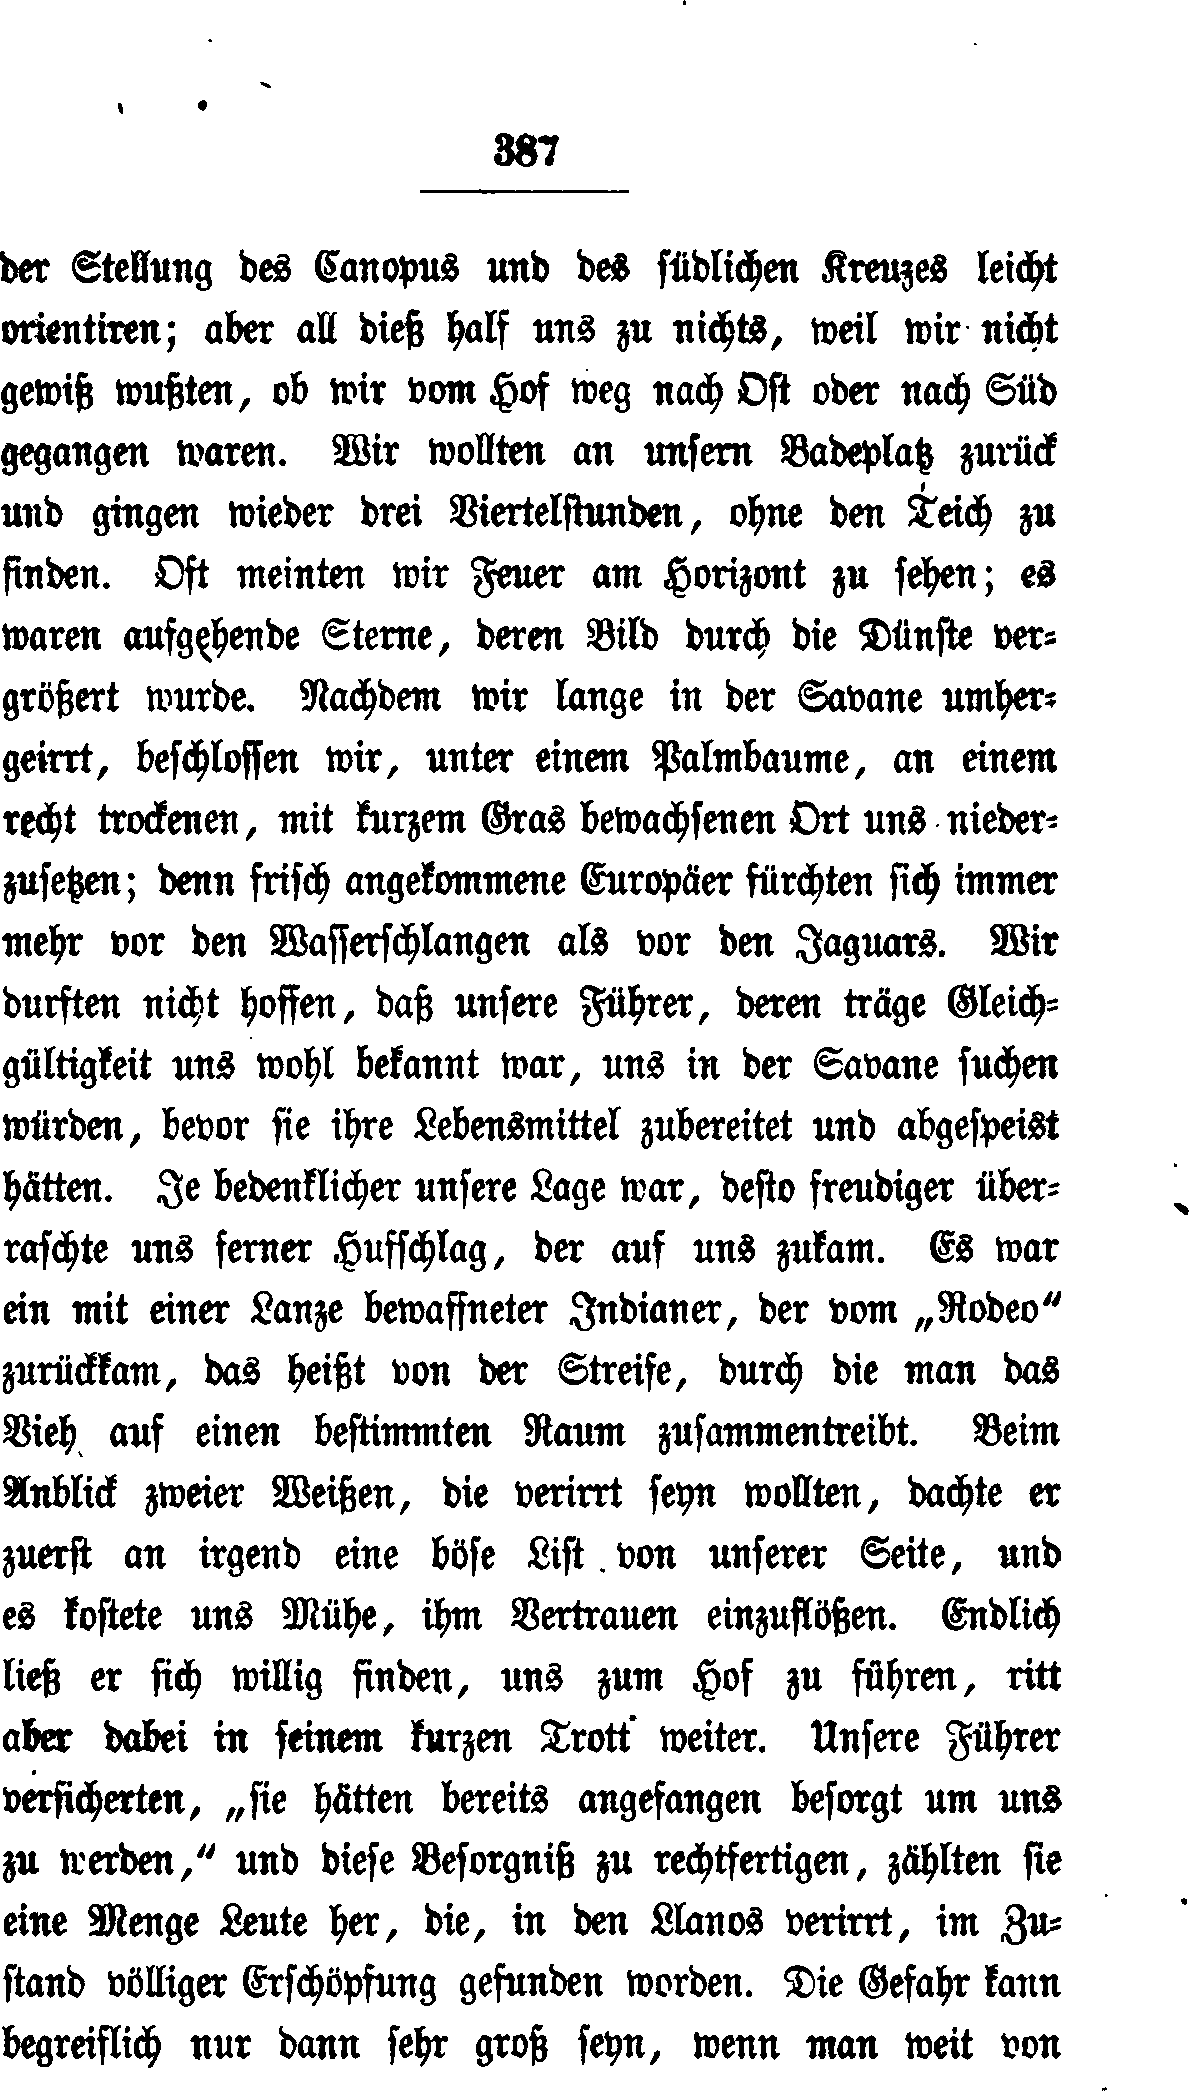 387
der Stellung des Canopus und des südlichen Kreuzes leicht
orientiren; aber all dieß half uns zu nichts, weil wir nicht
gewiß wußten, ob wir vom Hof weg nach Ost oder nach Süd
gegangen waren. Wir wollten an unsern Badeplatz zurück
und gingen wieder drei Viertelstunden, ohne den Teich zu
finden. Oft meinten wir Feuer am Horizont zu sehen; es
waren aufgehende Sterne, deren Bild durch die Dünste ver-
größert wurde. Nachdem wir lange in der Savane umher-
geirrt, beschlossen wir, unter einem Palmbaume, an einem
recht trockenen, mit kurzem Gras bewachsenen Ort uns nieder-
zusetzen; denn frisch angekommene Europäer fürchten sich immer
mehr vor den Wasserschlangen als vor den Jaguars. Wir
durften nicht hoffen, daß unsere Führer, deren träge Gleich-
gültigkeit uns wohl bekannt war, uns in der Savane suchen
würden, bevor sie ihre Lebensmittel zubereitet und abgespeist
hätten. Je bedenklicher unsere Lage war, desto freudiger über-
raschte uns ferner Hufschlag, der auf uns zukam. Es war
ein mit einer Lanze bewaffneter Indianer, der vom „Rodeo“
zurückkam, das heißt von der Streife, durch die man das
Vieh auf einen bestimmten Raum zusammentreibt. Beim
Anblick zweier Weißen, die verirrt seyn wollten, dachte er
zuerst an irgend eine böse List von unserer Seite, und
es kostete uns Mühe, ihm Vertrauen einzuflößen. Endlich
ließ er sich willig finden, uns zum Hof zu führen, ritt
aber dabei in seinem kurzen Trott weiter. Unsere Führer
versicherten, „sie hätten bereits angefangen besorgt um uns
zu werden,“ und diese Besorgniß zu rechtfertigen, zählten sie
eine Menge Leute her, die, in den Llanos verirrt, im Zu-
stand völliger Erschöpfung gefunden worden. Die Gefahr kann
begreiflich nur dann sehr groß seyn, wenn man weit von